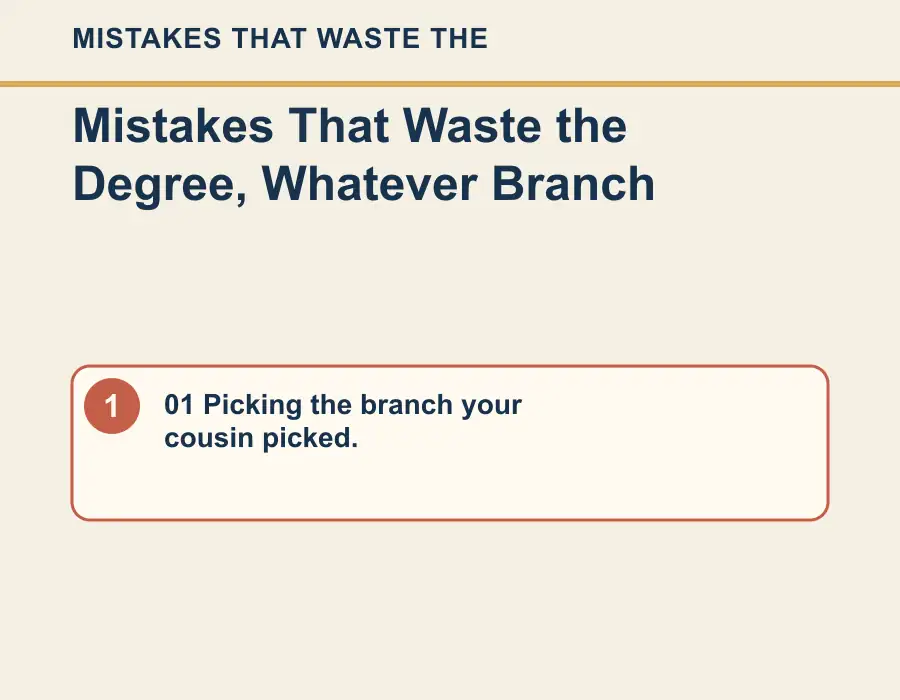 MISTAKES THAT WASTE THE
Mistakes That Waste the
Degree, Whatever Branch
1
01 Picking the branch your
cousin picked.